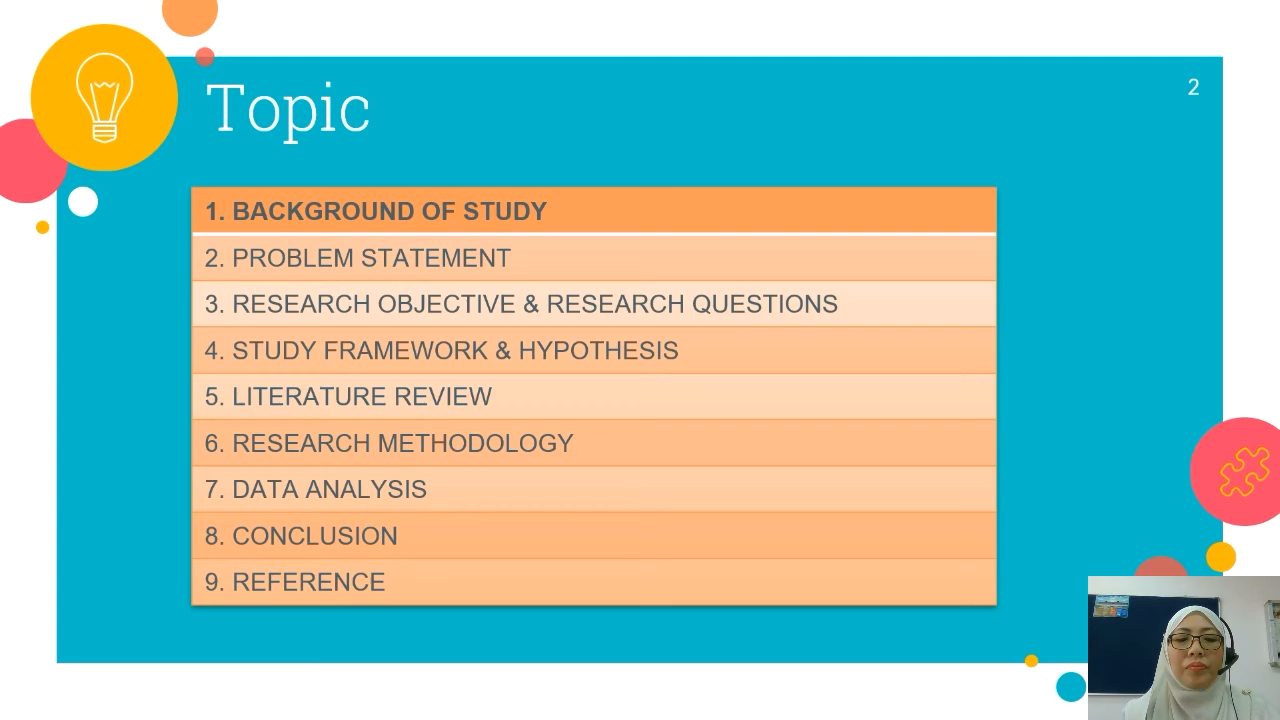 Topic
2
1. BACKGROUND OF STUDY
2. PROBLEM STATEMENT
3. RESEARCH OBJECTIVE & RESEARCH QUESTIONS
4. STUDY FRAMEWORK & HYPOTHESIS
5. LITERATURE REVIEW
6. RESEARCH METHODOLOGY
7. DATA ANALYSIS
8. CONCLUSION
9. REFERENCE